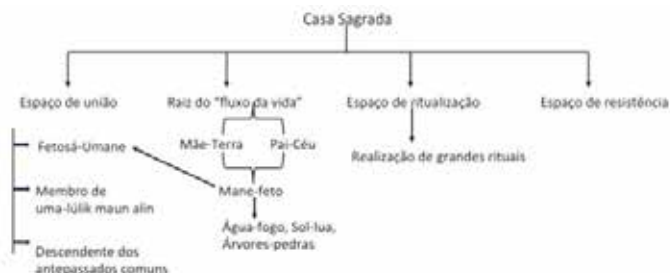 Casa Sagrada
Espaço de união
Raiz do "fluxo da vida"
Espaço de ritualização
Espaço de resistência
Fetosá-Umane
Mãe-Terra
Pai-Céu
Realização de grandes rituais
Membro de
uma-lúlik maun alin
Mane-feto
Água-fogo, Sol-lua,
Árvores-pedras
Descendente dos
antepassados comuns